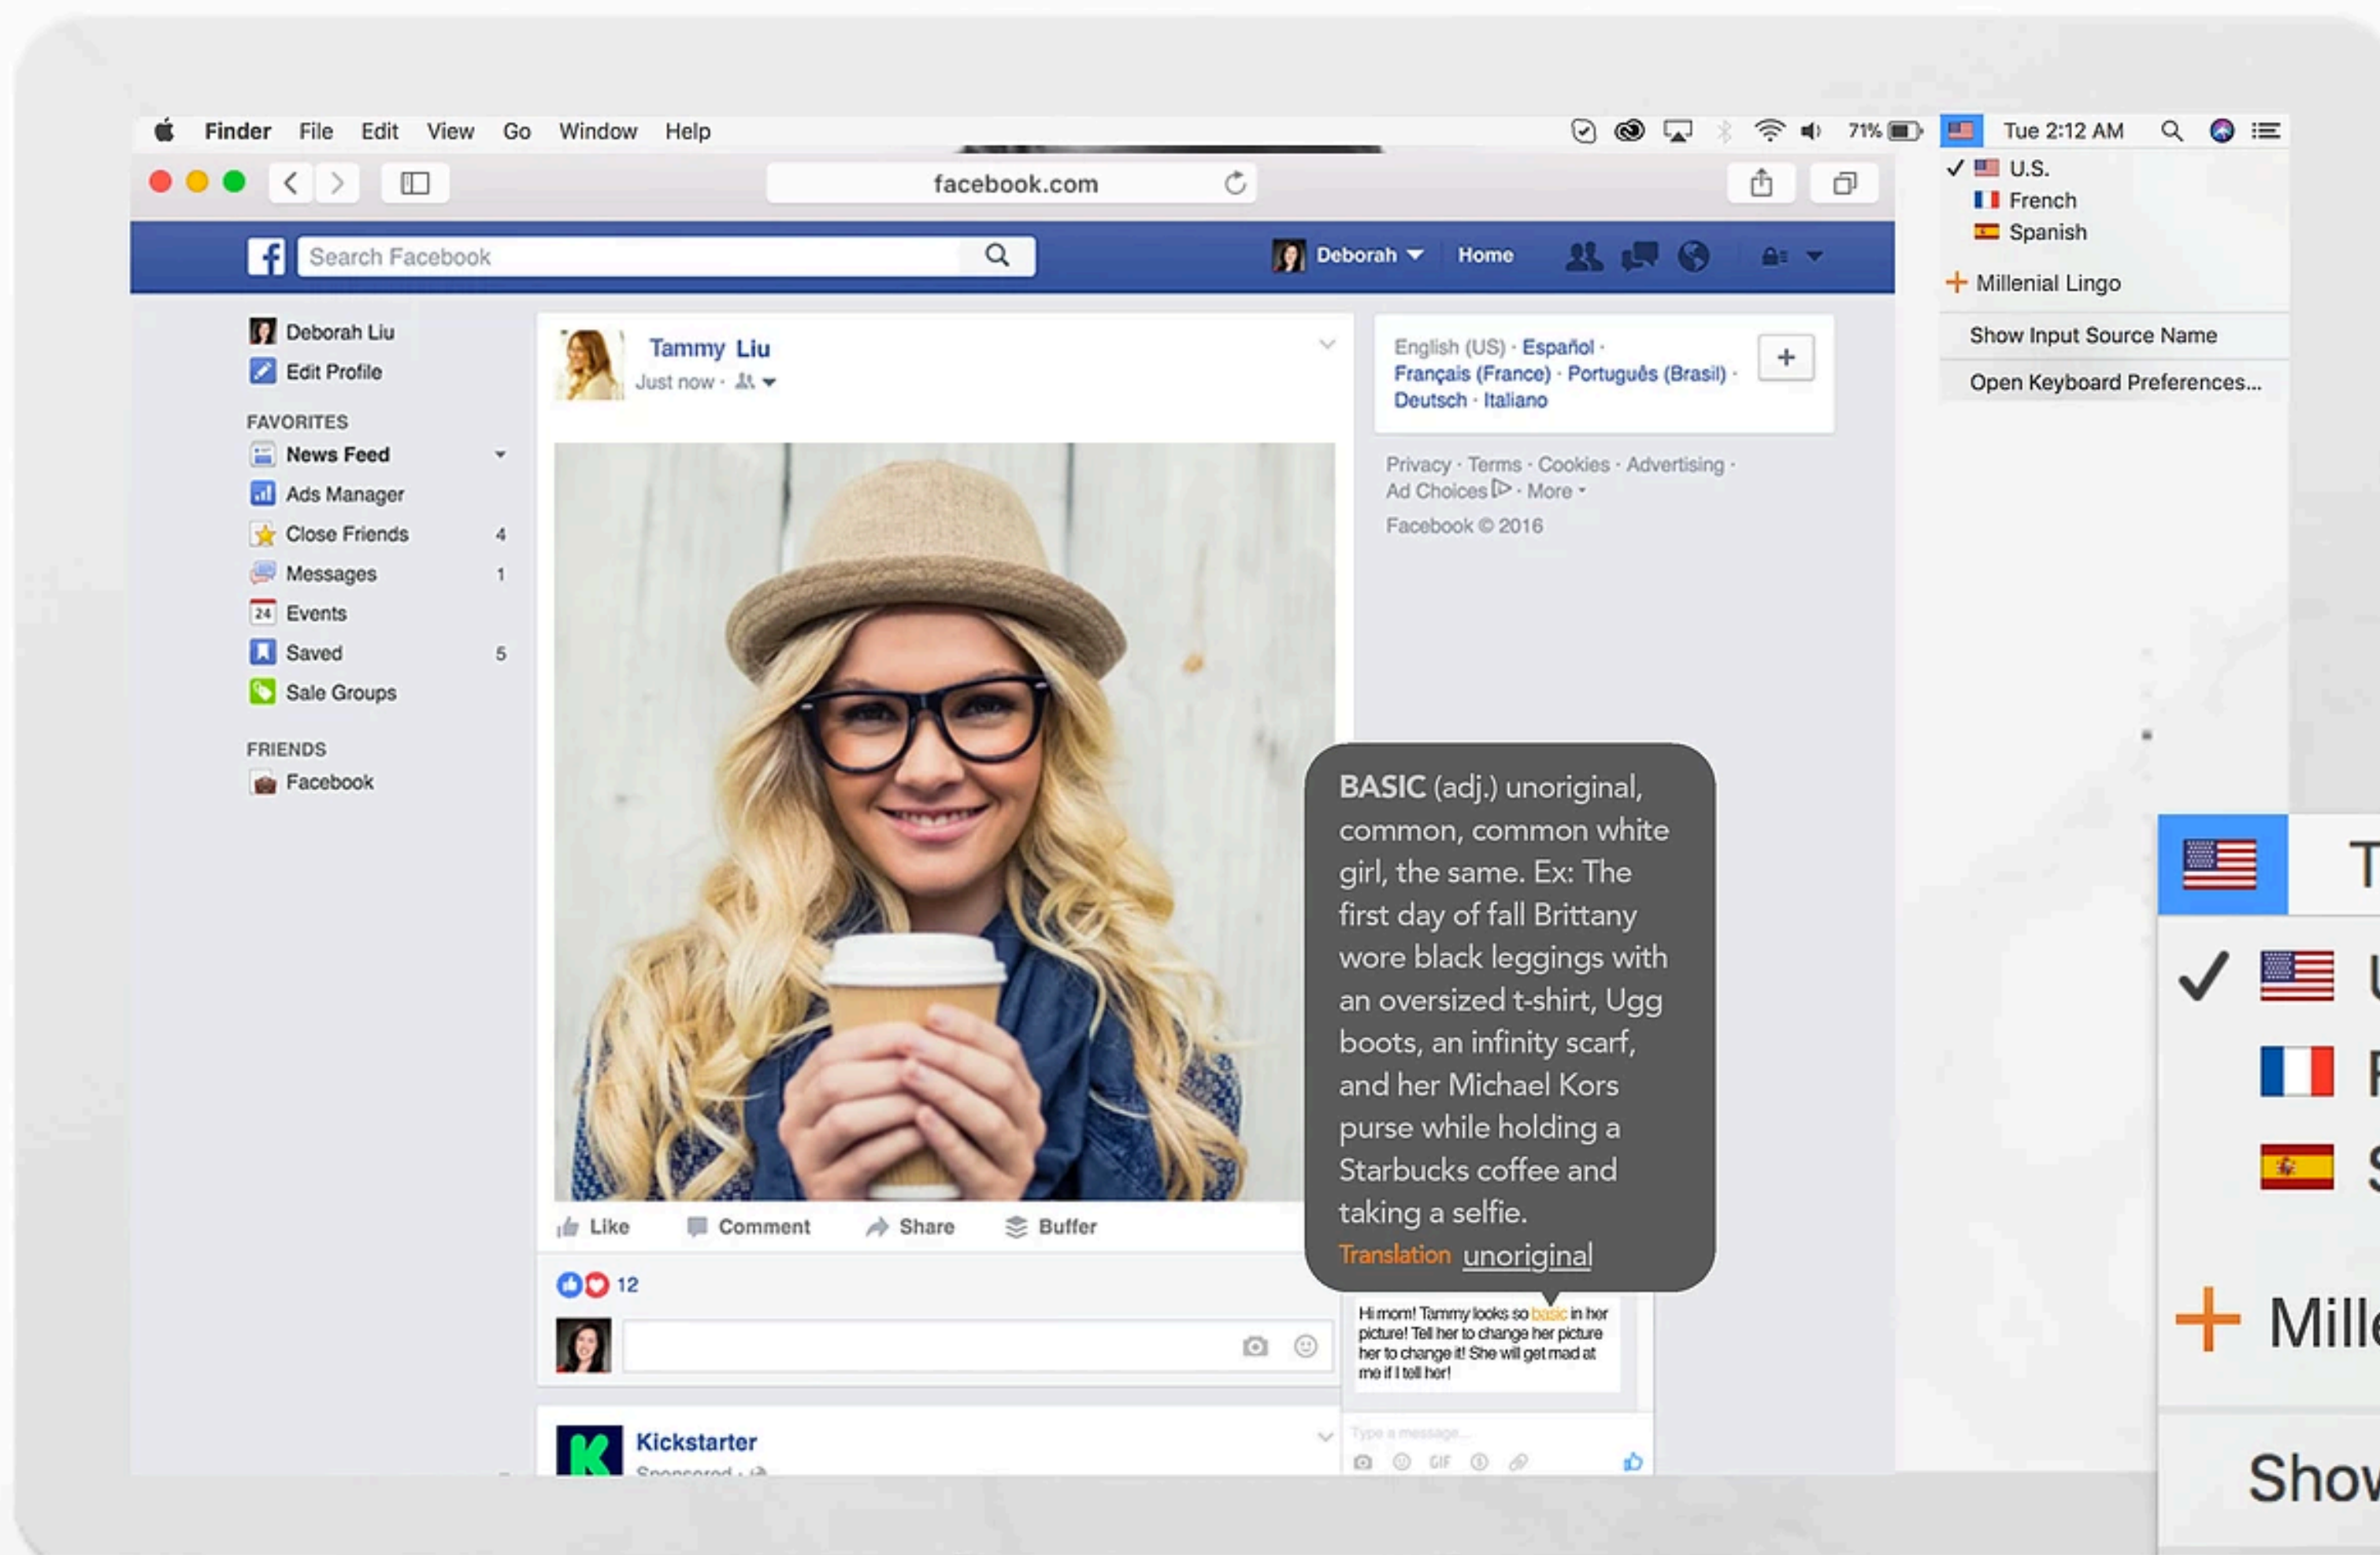 Finder File Edit View Go Window Help
71% Tue 2:12 AM
facebook.com
✓ U.S.
French
Spanish
+ Millenial Lingo
Show Input Source Name
Open Keyboard Preferences...
f Search Facebook
Deborah Home
Deborah Liu
Edit Profile
FAVORITES
News Feed
Ads Manager
Close Friends 4
Messages 1
24 Events
Saved 5
Sale Groups
FRIENDS
Facebook
Tammy Liu
Just now ·
Like Comment Share Buffer
12
Kickstarter
Sponsored ·
English (US) · Español ·
Français (France) · Português (Brasil) ·
Deutsch · Italiano
+
Privacy · Terms · Cookies · Advertising ·
Ad Choices · More
Facebook © 2016
BASIC (adj.) unoriginal,
common, common white
girl, the same. Ex: The
first day of fall Brittany
wore black leggings with
an oversized t-shirt, Ugg
boots, an infinity scarf,
and her Michael Kors
purse while holding a
Starbucks coffee and
taking a selfie.
Translation unoriginal
Hi mom! Tammy looks so basic in her
picture! Tell her to change her picture
her to change it! She will get mad at
me if I tell her!
Type a message...
GIF
T
✓ U
F
S
+ Mille
Show